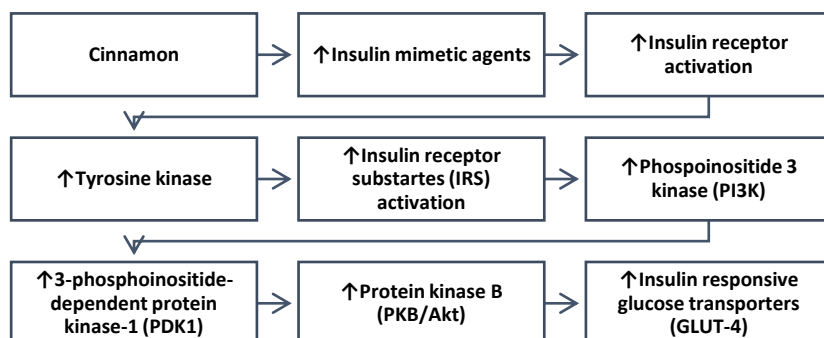 Cinnamon
↑Insulin mimetic agents
↑Insulin receptor
activation
↑Tyrosine kinase
↑Insulin receptor
substartes (IRS)
activation
↑Phospoinositide 3
kinase (PI3K)
↑3-phosphoinositide-
dependent protein
kinase-1 (PDK1)
↑Protein kinase B
(PKB/Akt)
↑Insulin responsive
glucose transporters
(GLUT-4)